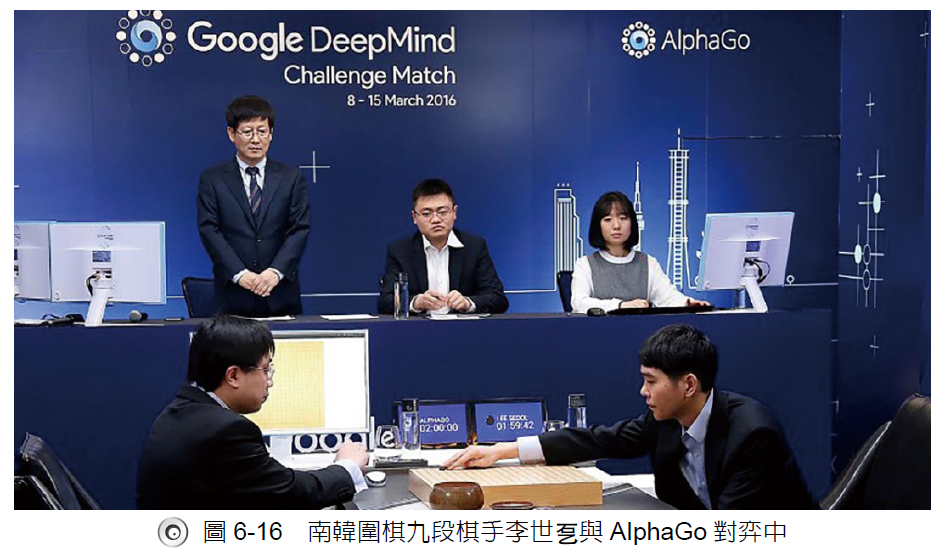 Google DeepMind
Challenge Match
8 - 15 March 2016
AlphaGo
ALPHAGO
02:00:00
LEE SEDOL
01:59:42
Google
圖 6-16 南韓圍棋九段棋手李世乭與 AlphaGo 對弈中